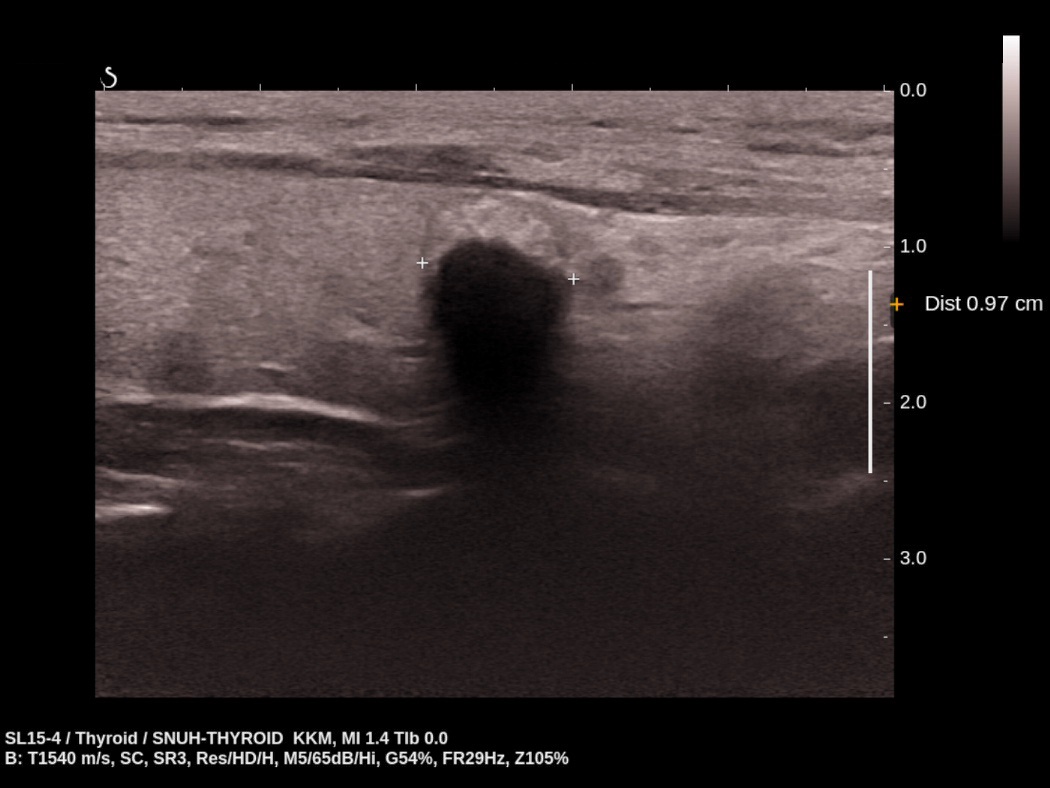 0.0
1.0
Dist 0.97 cm
2.0
3.0
SL15-4 / Thyroid / SNUH-THYROID KKM, MI 1.4 TIb 0.0
B: T1540 m/s, SC, SR3, Res/HD/H, M5/65dB/Hi, G54%, FR29Hz, Z105%